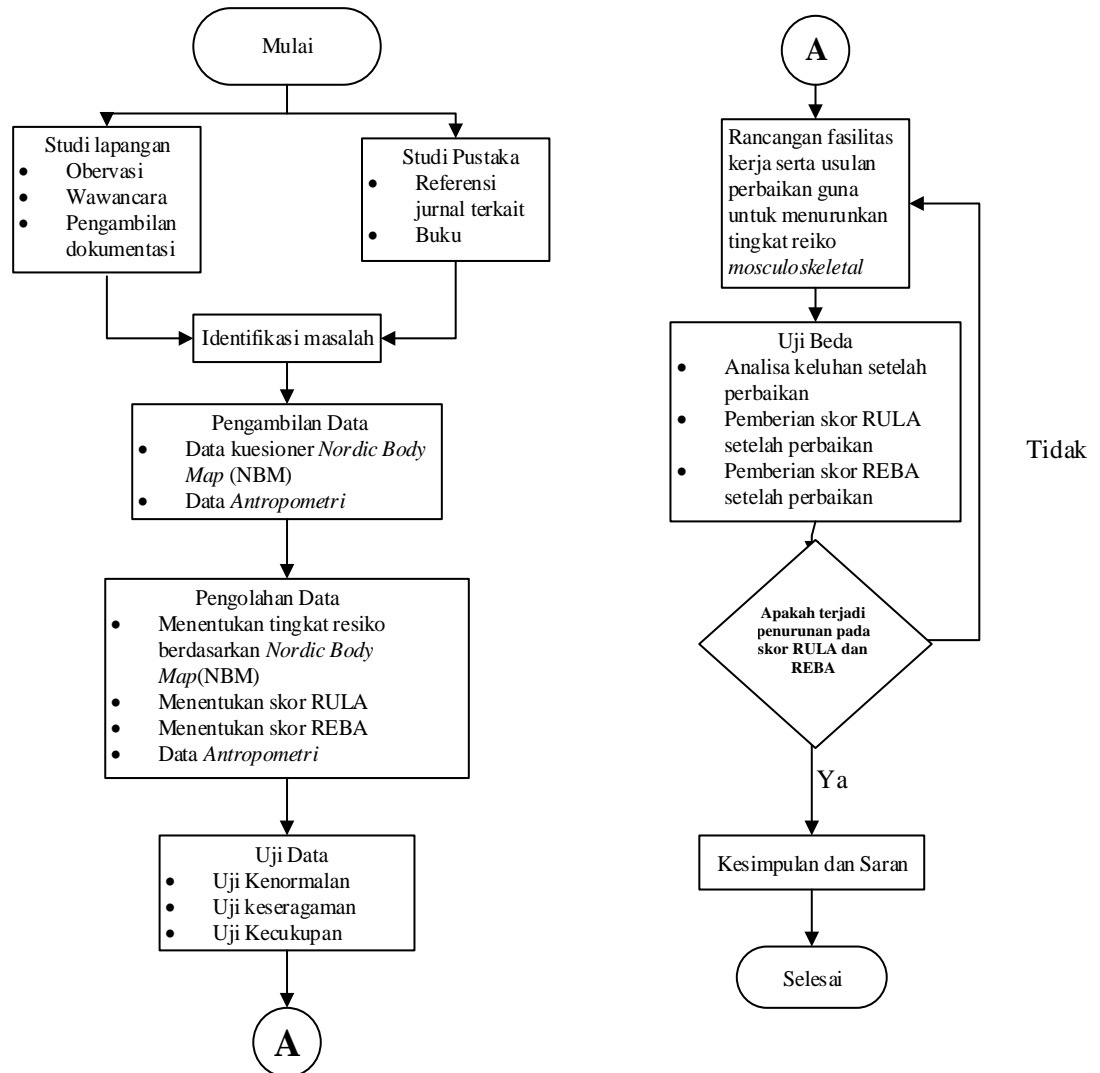 Mulai
Studi lapangan
• Obervasi
• Wawancara
• Pengambilan
dokumentasi
Studi Pustaka
• Referensi
jurnal terkait
• Buku
Identifikasi masalah
Pengambilan Data
• Data kuesioner Nordic Body
Map (NBM)
• Data Antropometri
Pengolahan Data
• Menentukan tingkat resiko
berdasarkan Nordic Body
Map(NBM)
• Menentukan skor RULA
• Menentukan skor REBA
• Data Antropometri
Uji Data
• Uji Kenormalan
• Uji keseragaman
• Uji Kecukupan
A
A
Rancangan fasilitas
kerja serta usulan
perbaikan guna
untuk menurunkan
tingkat reiko
mosculoskeletal
Uji Beda
• Analisa keluhan setelah
perbaikan
• Pemberian skor RULA
setelah perbaikan
• Pemberian skor REBA
setelah perbaikan
Tidak
Apakah terjadi
penurunan pada
skor RULA dan
REBA
Ya
Kesimpulan dan Saran
Selesai